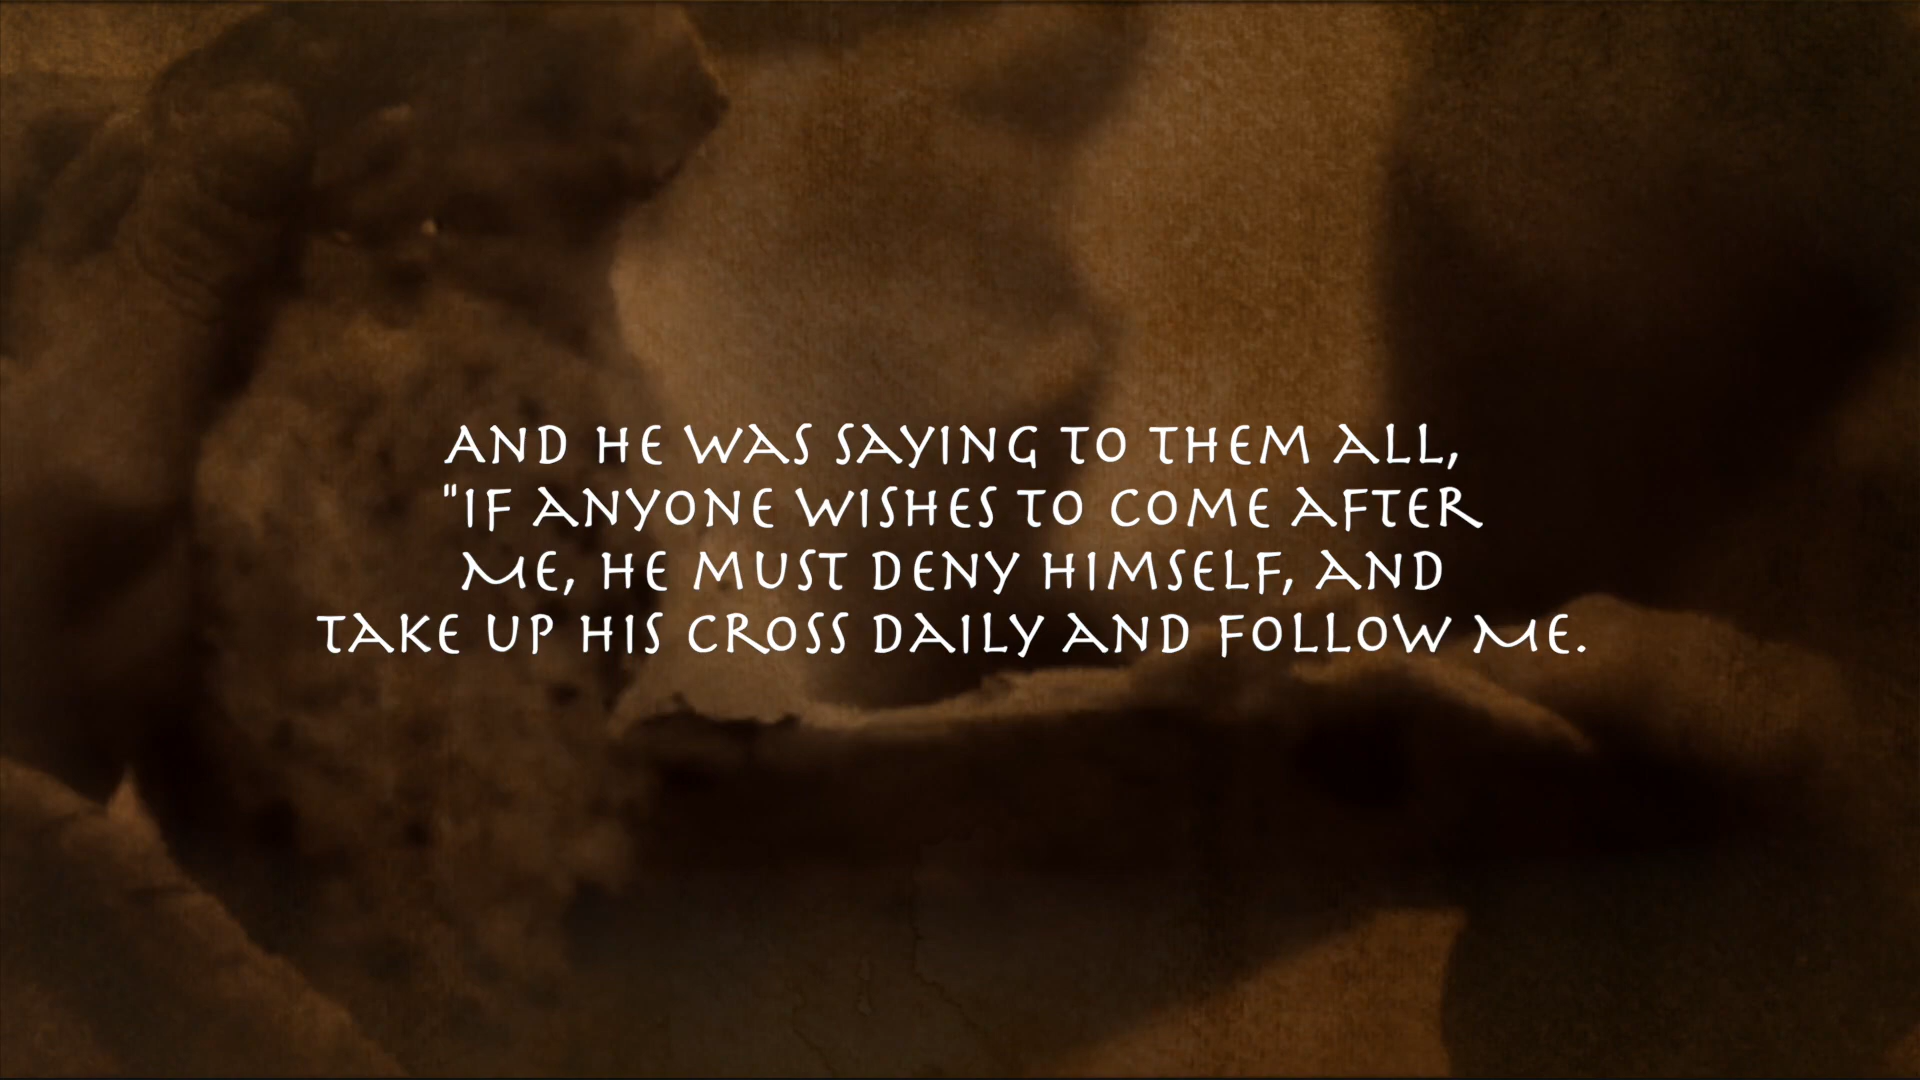 AND HE WAS SAYING TO THEM ALL,
"IF ANYONE WISHES TO COME AFTER
ME, HE MUST DENY HIMSELF, AND
TAKE UP HIS CROSS DAILY AND FOLLOW ME.